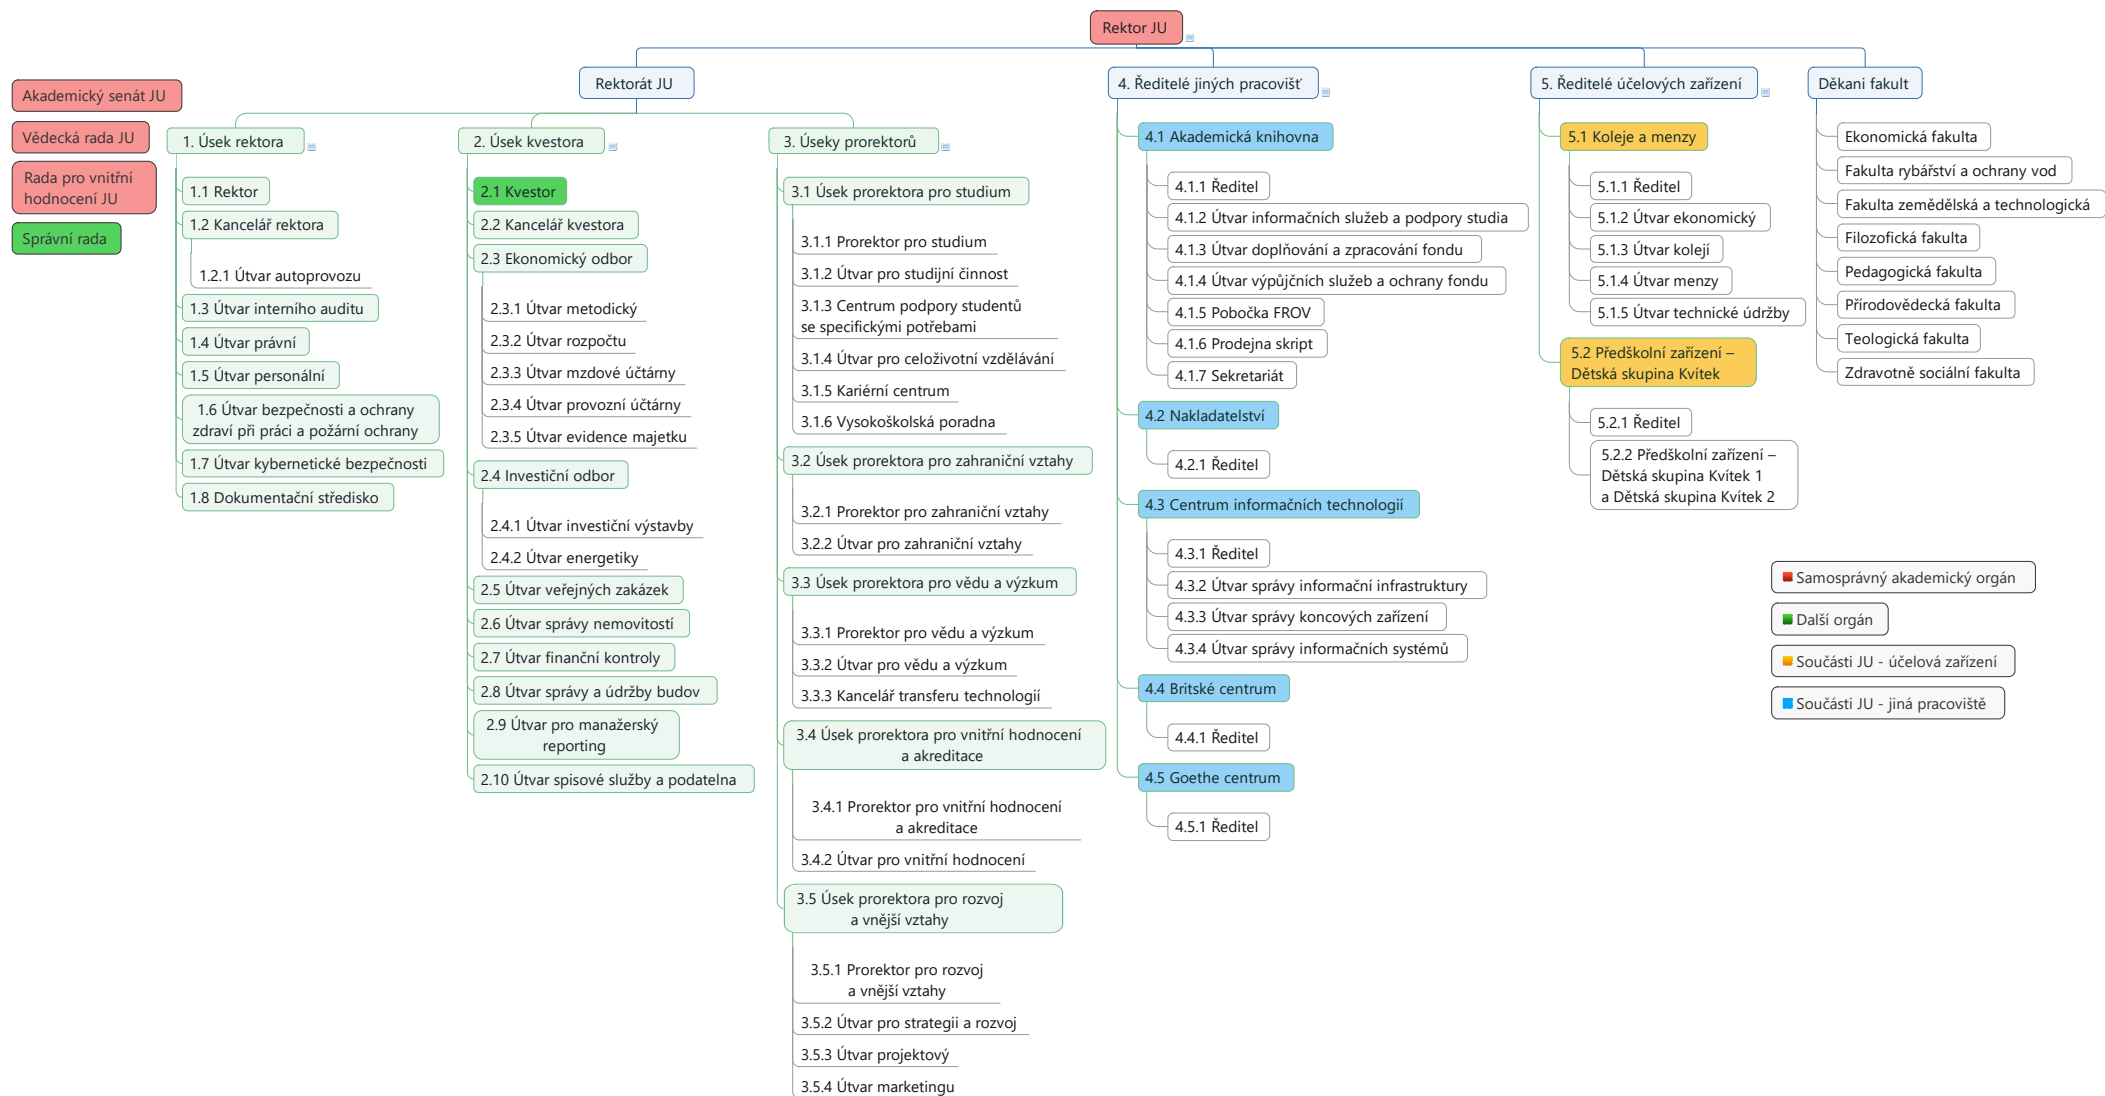 Rektor JU
Akademický senát JU
Vědecká rada JU
Rada pro vnitřní
hodnocení JU
Správní rada
Rektorát JU
1. Úsek rektora
1.1 Rektor
1.2 Kancelář rektora
1.2.1 Útvar autoprovozu
1.3 Útvar interního auditu
1.4 Útvar právní
1.5 Útvar personální
1.6 Útvar bezpečnosti a ochrany
zdraví při práci a požární ochrany
1.7 Útvar kybernetické bezpečnosti
1.8 Dokumentační středisko
2. Úsek kvestora
2.1 Kvestor
2.2 Kancelář kvestora
2.3 Ekonomický odbor
2.3.1 Útvar metodický
2.3.2 Útvar rozpočtu
2.3.3 Útvar mzdové účtárny
2.3.4 Útvar provozní účtárny
2.3.5 Útvar evidence majetku
2.4 Investiční odbor
2.4.1 Útvar investiční výstavby
2.4.2 Útvar energetiky
2.5 Útvar veřejných zakázek
2.6 Útvar správy nemovitostí
2.7 Útvar finanční kontroly
2.8 Útvar správy a údržby budov
2.9 Útvar pro manažerský
reporting
2.10 Útvar spisové služby a podatelna
3. Úseky prorektorů
3.1 Úsek prorektora pro studium
3.1.1 Prorektor pro studium
3.1.2 Útvar pro studijní činnost
3.1.3 Centrum podpory studentů
se specifickými potřebami
3.1.4 Útvar pro celoživotní vzdělávání
3.1.5 Kariérní centrum
3.1.6 Vysokoškolská poradna
3.2 Úsek prorektora pro zahraniční vztahy
3.2.1 Prorektor pro zahraniční vztahy
3.2.2 Útvar pro zahraniční vztahy
3.3 Úsek prorektora pro vědu a výzkum
3.3.1 Prorektor pro vědu a výzkum
3.3.2 Útvar pro vědu a výzkum
3.3.3 Kancelář transferu technologií
3.4 Úsek prorektora pro vnitřní hodnocení
a akreditace
3.4.1 Prorektor pro vnitřní hodnocení
a akreditace
3.4.2 Útvar pro vnitřní hodnocení
3.5 Úsek prorektora pro rozvoj
a vnější vztahy
3.5.1 Prorektor pro rozvoj
a vnější vztahy
3.5.2 Útvar pro strategii a rozvoj
3.5.3 Útvar projektový
3.5.4 Útvar marketingu
4. Ředitelé jiných pracovišť
4.1 Akademická knihovna
4.1.1 Ředitel
4.1.2 Útvar informačních služeb a podpory studia
4.1.3 Útvar doplňování a zpracování fondu
4.1.4 Útvar výpůjčních služeb a ochrany fondu
4.1.5 Pobočka FROV
4.1.6 Prodejna skript
4.1.7 Sekretariát
4.2 Nakladatelství
4.2.1 Ředitel
4.3 Centrum informačních technologií
4.3.1 Ředitel
4.3.2 Útvar správy informační infrastruktury
4.3.3 Útvar správy koncových zařízení
4.3.4 Útvar správy informačních systémů
4.4 Britské centrum
4.4.1 Ředitel
4.5 Goethe centrum
4.5.1 Ředitel
5. Ředitelé účelových zařízení
5.1 Koleje a menzy
5.1.1 Ředitel
5.1.2 Útvar ekonomický
5.1.3 Útvar kolejí
5.1.4 Útvar menzy
5.1.5 Útvar technické údržby
5.2 Předškolní zařízení –
Dětská skupina Kvítek
5.2.1 Ředitel
5.2.2 Předškolní zařízení –
Dětská skupina Kvítek 1
a Dětská skupina Kvítek 2
Děkani fakult
Ekonomická fakulta
Fakulta rybářství a ochrany vod
Fakulta zemědělská a technologická
Filozofická fakulta
Pedagogická fakulta
Přírodovědecká fakulta
Teologická fakulta
Zdravotně sociální fakulta
Samosprávný akademický orgán
Další orgán
Součásti JU - účelová zařízení
Součásti JU - jiná pracoviště